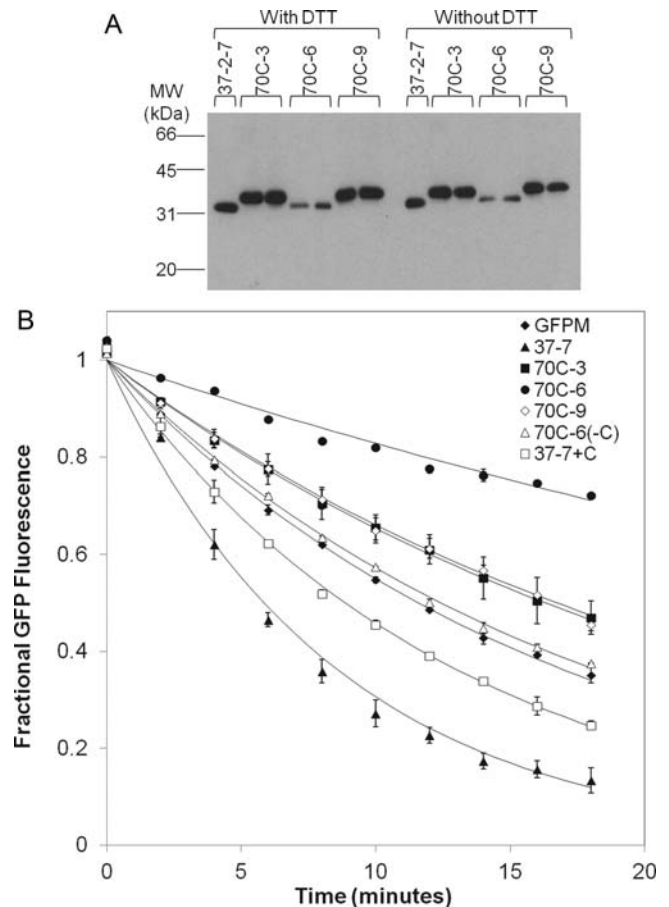 A
With DTT
Without DTT
37-2-7
70C-3
70C-6
70C-9
37-2-7
70C-3
70C-6
70C-9
MW
(kDa)
66
45
31
20
B
GFPM
37-7
70C-3
70C-6
70C-9
70C-6(-C)
37-7+C
1
0.8
0.6
0.4
0.2
0
Fractional GFP Fluorescence
0
5
10
15
20
Time (minutes)